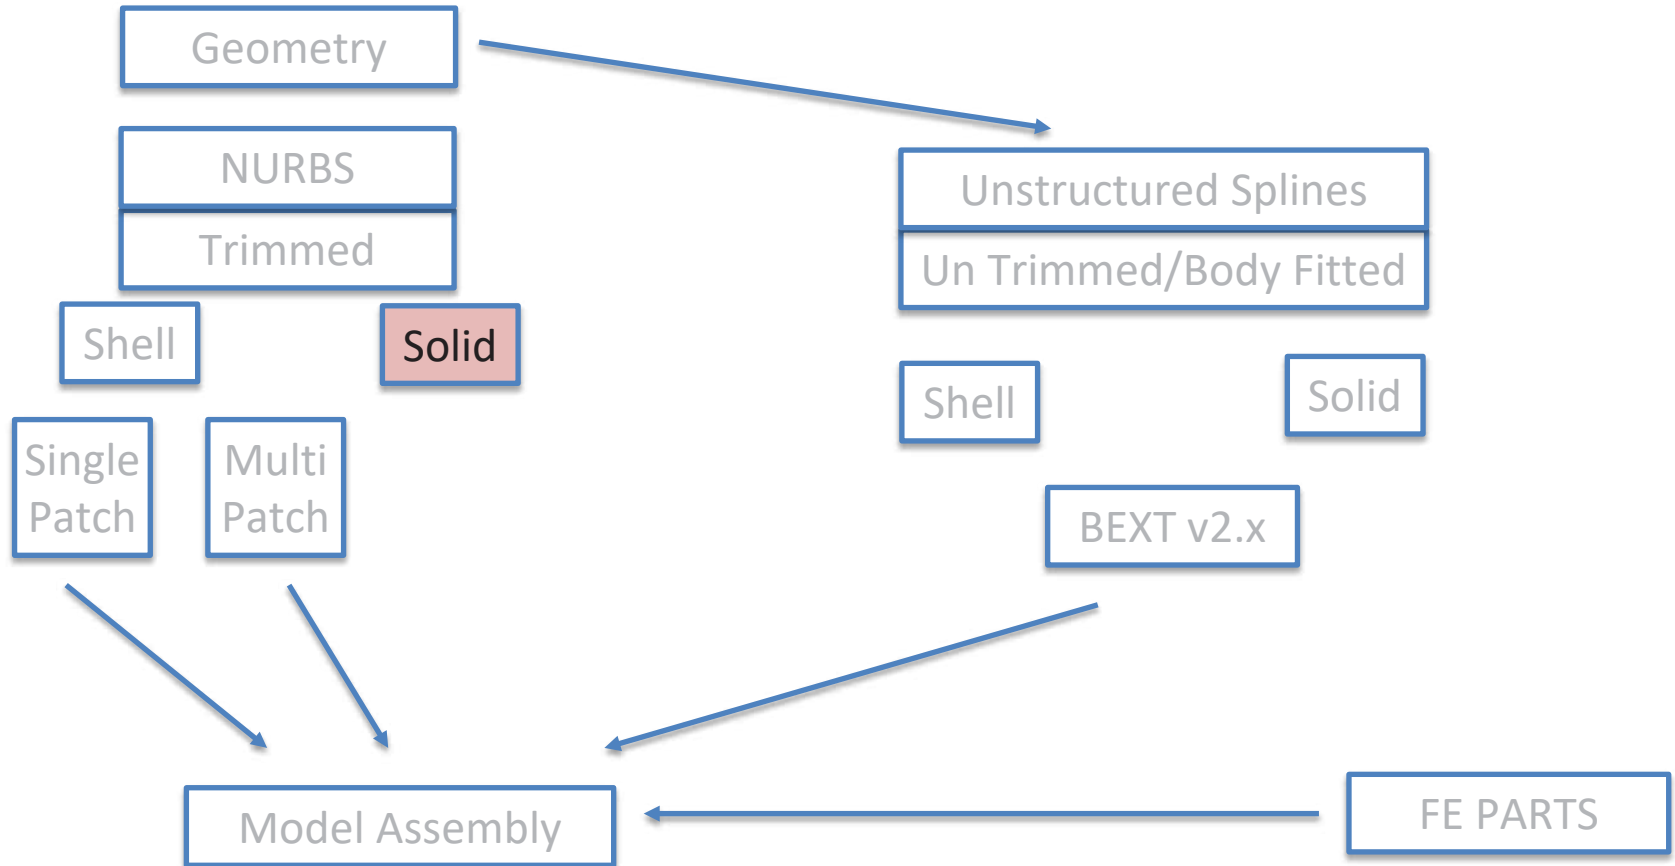 Geometry
NURBS
Trimmed
Shell
Solid
Single
Patch
Multi
Patch
Unstructured Splines
Un Trimmed/Body Fitted
Shell
Solid
BEXT v2.x
Model Assembly
FE PARTS